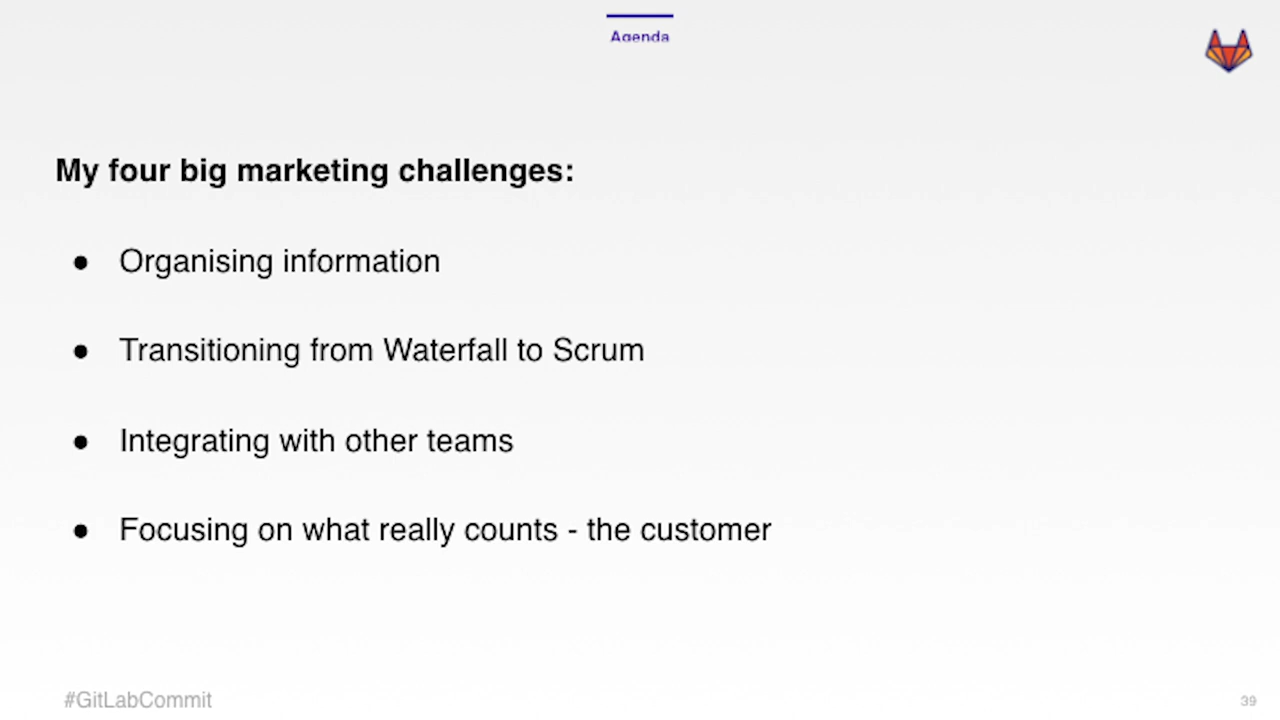 Agenda
My four big marketing challenges:
● Organising information
● Transitioning from Waterfall to Scrum
● Integrating with other teams
● Focusing on what really counts - the customer
#GitLabCommit
39